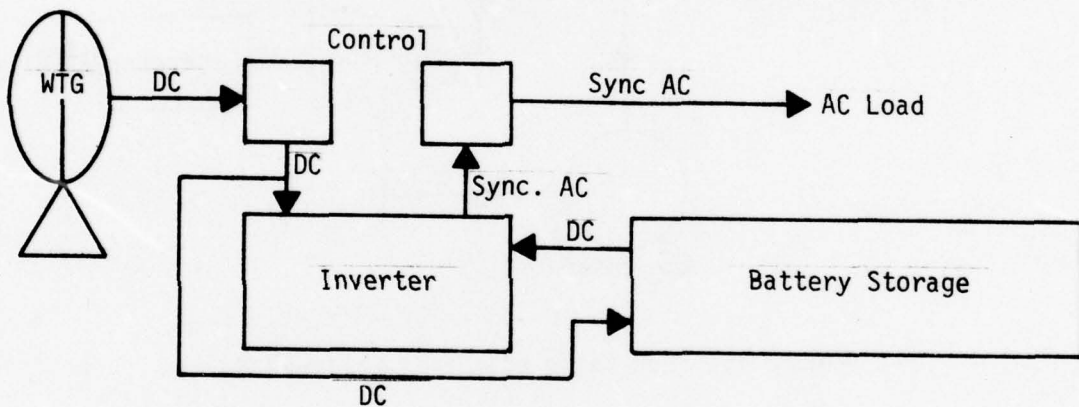 Control
WTG
DC
Sync AC
AC Load
DC
Sync. AC
DC
Inverter
Battery Storage
DC